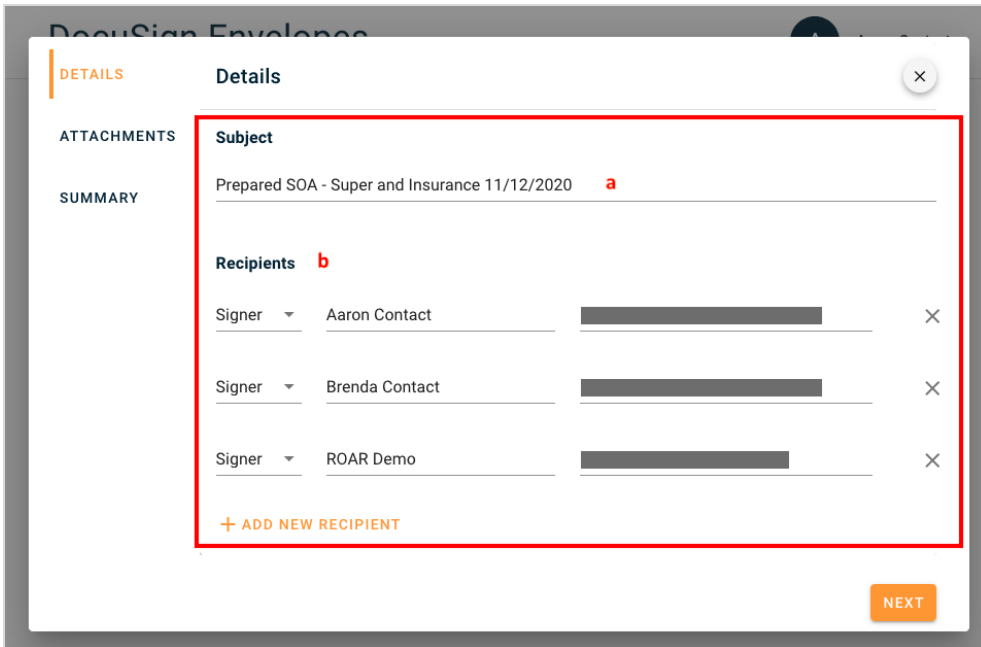 DocuSign Envelopes
DETAILS
Details
ATTACHMENTS
Subject
Prepared SOA - Super and Insurance 11/12/2020 a
SUMMARY
Recipients b
Signer Aaron Contact
Signer Brenda Contact
Signer ROAR Demo
+ ADD NEW RECIPIENT
NEXT